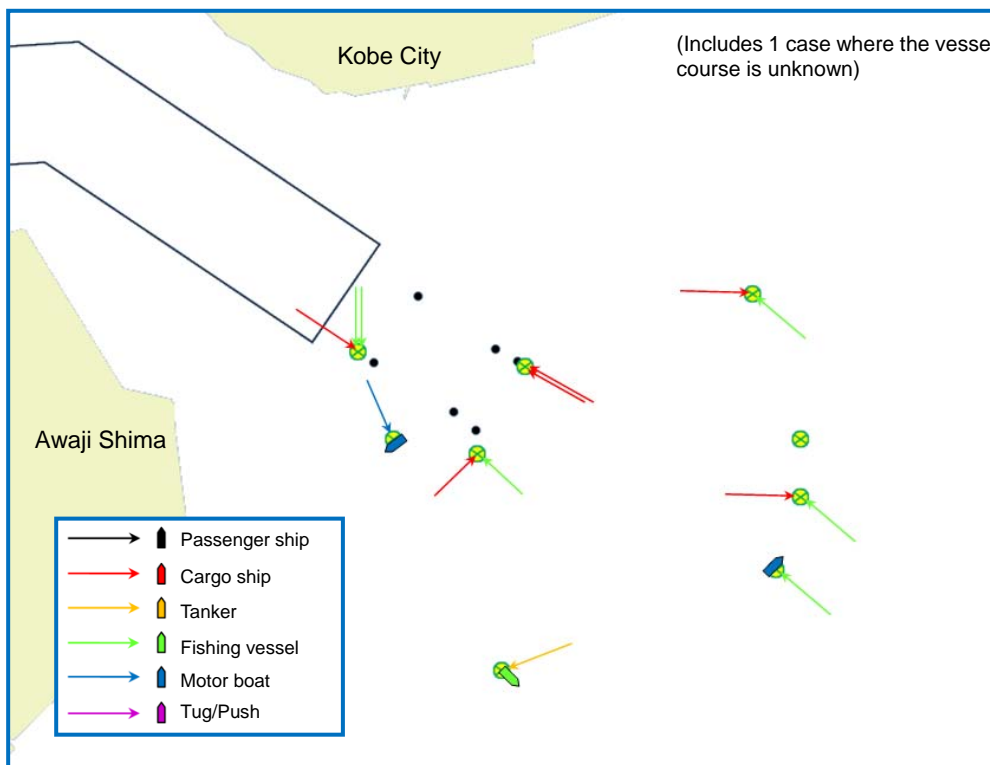 Kobe City
(Includes 1 case where the vesse
course is unknown)
Awaji Shima
Passenger ship
Cargo ship
Tanker
Fishing vessel
Motor boat
Tug/Push